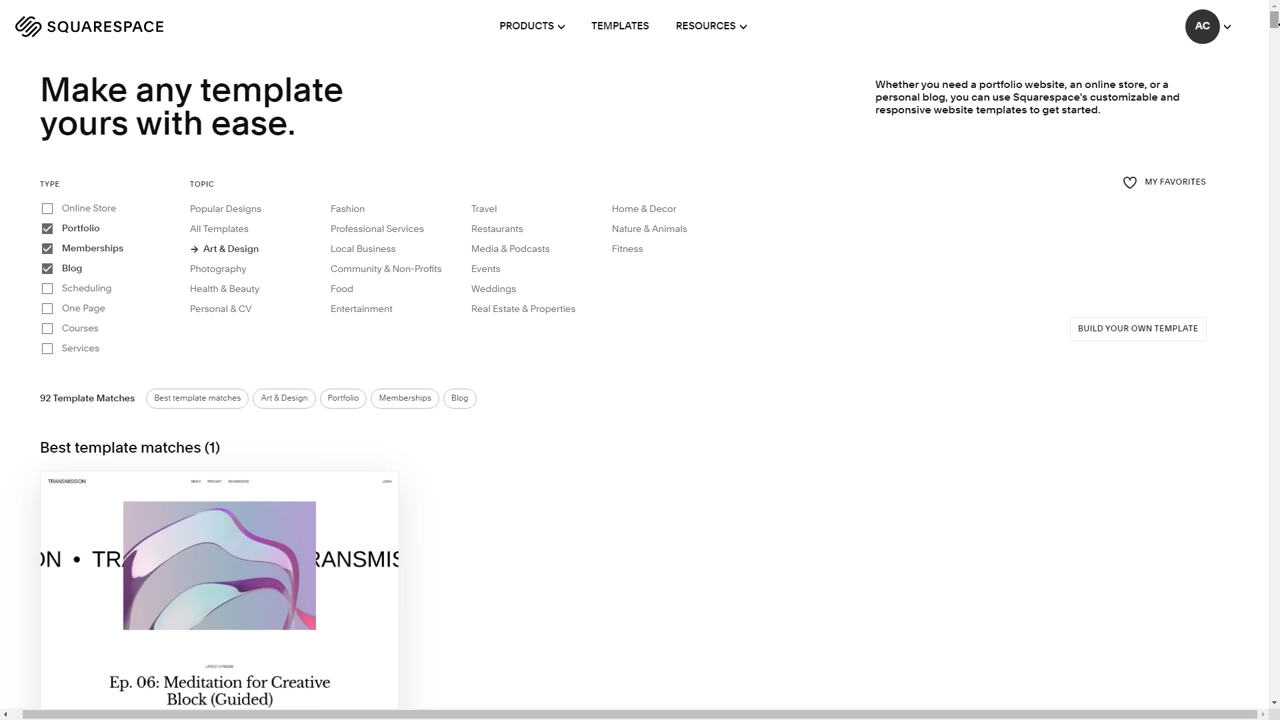 SQUARESPACE
PRODUCTS
TEMPLATES
RESOURCES
AC
Make any template
yours with ease.
Whether you need a portfolio website, an online store, or a
personal blog, you can use Squarespace's customizable and
responsive website templates to get started.
MY FAVORITES
TYPE
Online Store
Portfolio
Memberships
Blog
Scheduling
One Page
Courses
Services
TOPIC
Popular Designs
All Templates
→ Art & Design
Photography
Health & Beauty
Personal & CV
Fashion
Professional Services
Local Business
Community & Non-Profits
Food
Entertainment
Travel
Restaurants
Media & Podcasts
Events
Weddings
Real Estate & Properties
Home & Decor
Nature & Animals
Fitness
BUILD YOUR OWN TEMPLATE
92 Template Matches
Best template matches
Art & Design
Portfolio
Memberships
Blog
Best template matches (1)
TRANSMISSION
ABOUT
PODCAST
LOGIN
ON • TR RANSMIS
LATEST EPISODE
Ep. 06: Meditation for Creative
Block (Guided)